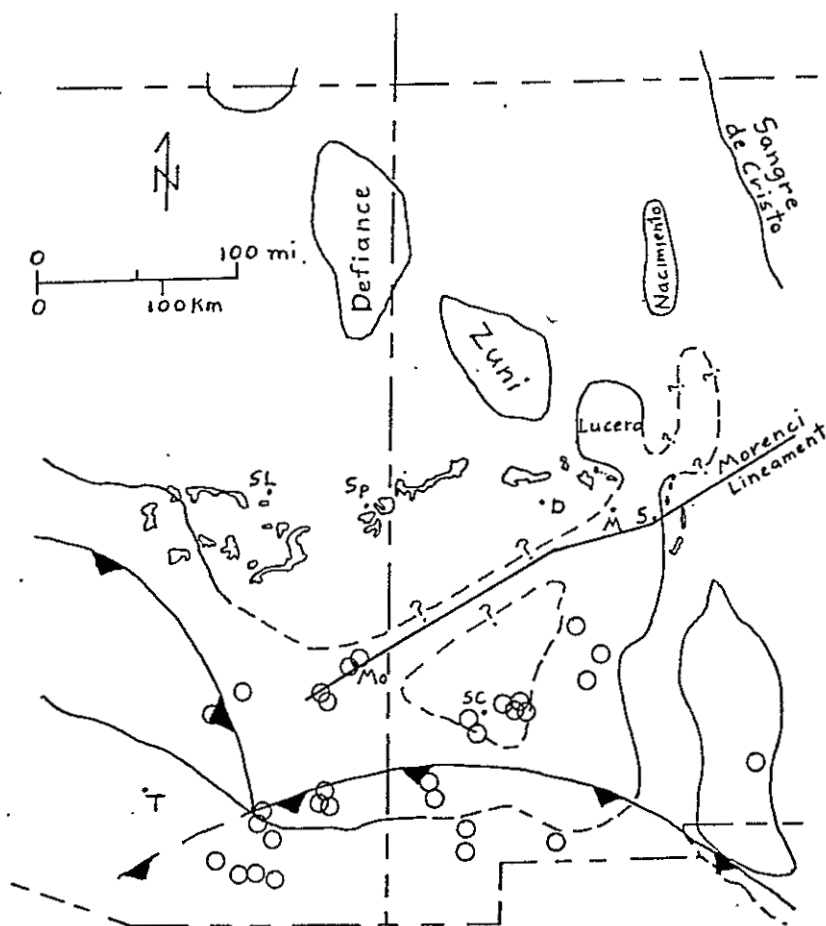 Sangre
de Cristo
N
0 100 mi.
0 100 Km
Defiance
Nacimiento
Zuni
?
?
Lucero
?
?
Morenci
Lineament
SL
Sp
D
M
S
?
?
?
Mo
SC
T